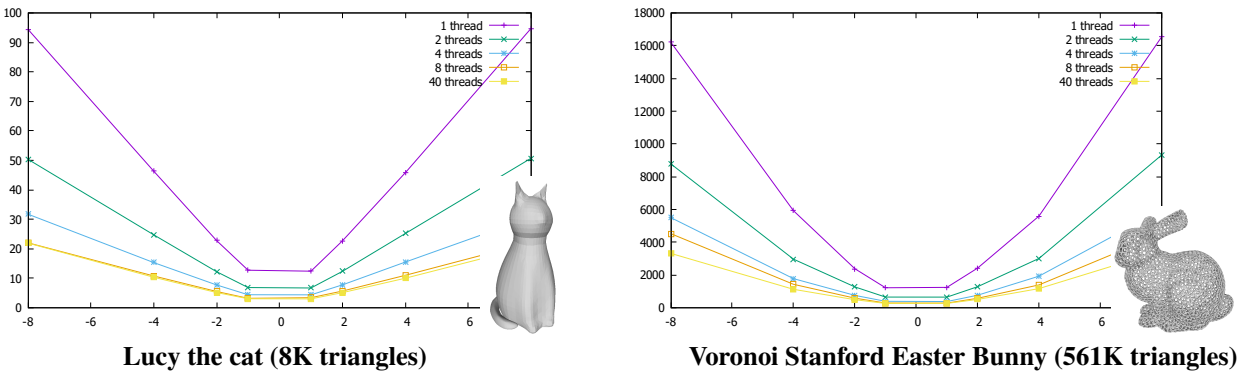 100
90
80
70
60
50
40
30
20
10
0
-8 -6 -4 -2 0 2 4 6
1 thread
2 threads
4 threads
8 threads
40 threads
Lucy the cat (8K triangles)
18000
16000
14000
12000
10000
8000
6000
4000
2000
0
-8 -6 -4 -2 0 2 4 6
1 thread
2 threads
4 threads
8 threads
40 threads
Voronoi Stanford Easter Bunny (561K triangles)